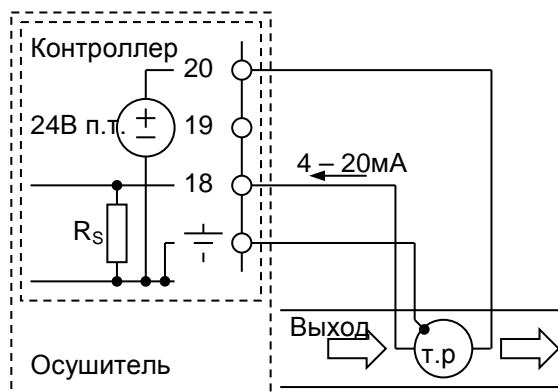 Контроллер
20
24В п.т.
19
4 – 20мА
18
RS
Выход
т.р
Осушитель